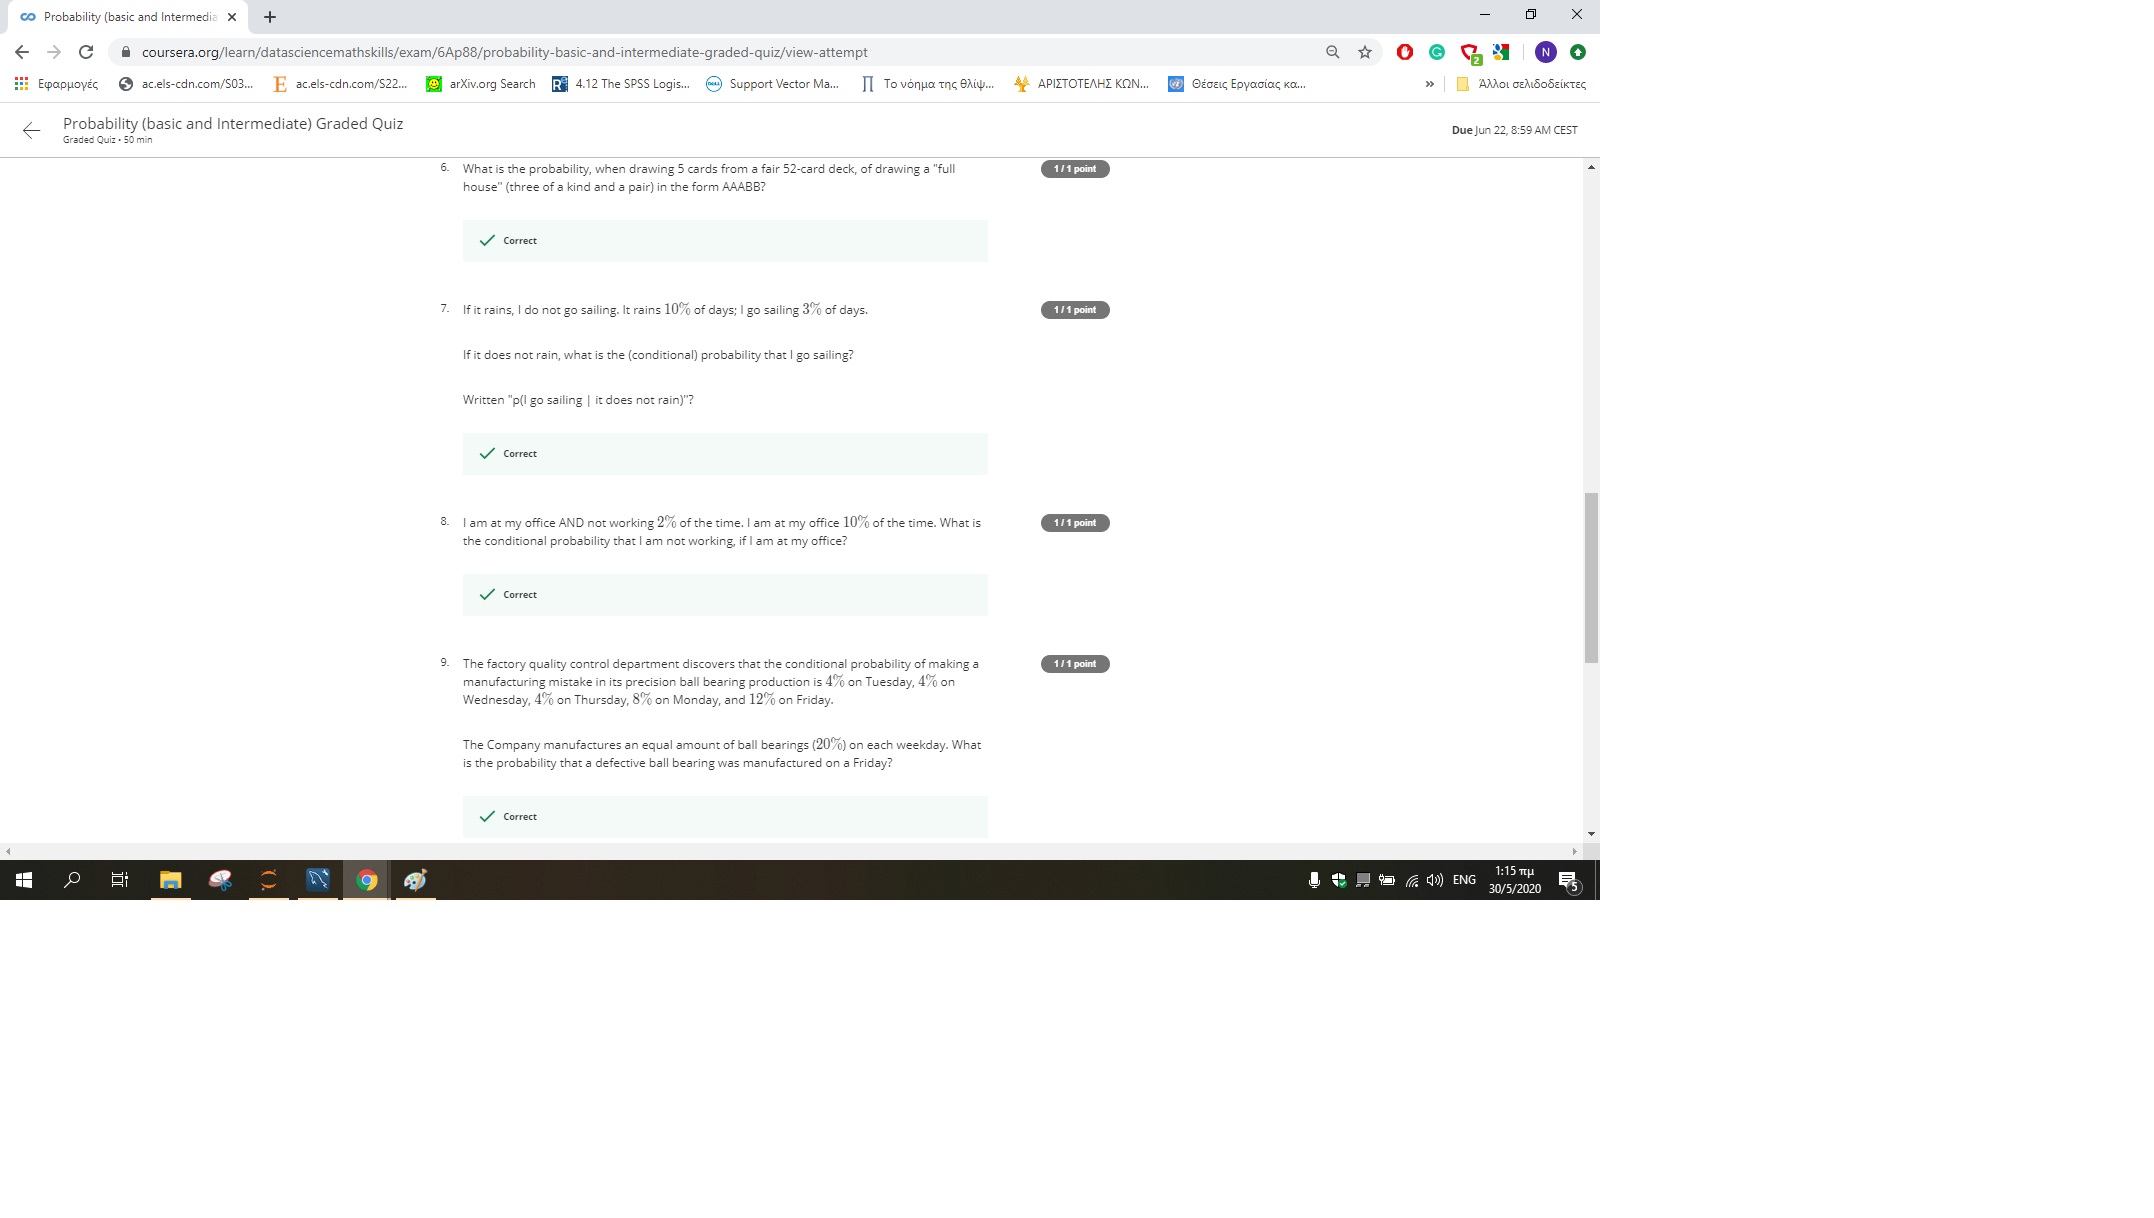 Probability (basic and Intermedia
coursera.org/learn/datasciencemathskills/exam/6Ap88/probability-basic-and-intermediate-graded-quiz/view-attempt
2
N
Εφαρμογές
ac.els-cdn.com/S03...
ac.els-cdn.com/S22...
arXiv.org Search
4.12 The SPSS Logis...
Support Vector Ma...
Το νόημα της θλίψ...
ΑΡΙΣΤΟΤΕΛΗΣ ΚΩΝ...
Θέσεις Εργασίας κα...
»
Άλλοι σελιδοδείκτες
Probability (basic and Intermediate) Graded Quiz
Graded Quiz • 50 min
Due Jun 22, 8:59 AM CEST
6. What is the probability, when drawing 5 cards from a fair 52-card deck, of drawing a "full
house" (three of a kind and a pair) in the form AAABB?
1 / 1 point
Correct
7. If it rains, I do not go sailing. It rains 10% of days; I go sailing 3% of days.
1 / 1 point
If it does not rain, what is the (conditional) probability that I go sailing?
Written "p(I go sailing | it does not rain)"?
Correct
8. I am at my office AND not working 2% of the time. I am at my office 10% of the time. What is
the conditional probability that I am not working, if I am at my office?
1 / 1 point
Correct
9. The factory quality control department discovers that the conditional probability of making a
manufacturing mistake in its precision ball bearing production is 4% on Tuesday, 4% on
Wednesday, 4% on Thursday, 8% on Monday, and 12% on Friday.
1 / 1 point
The Company manufactures an equal amount of ball bearings (20%) on each weekday. What
is the probability that a defective ball bearing was manufactured on a Friday?
Correct
ENG
1:15 πμ
30/5/2020
5